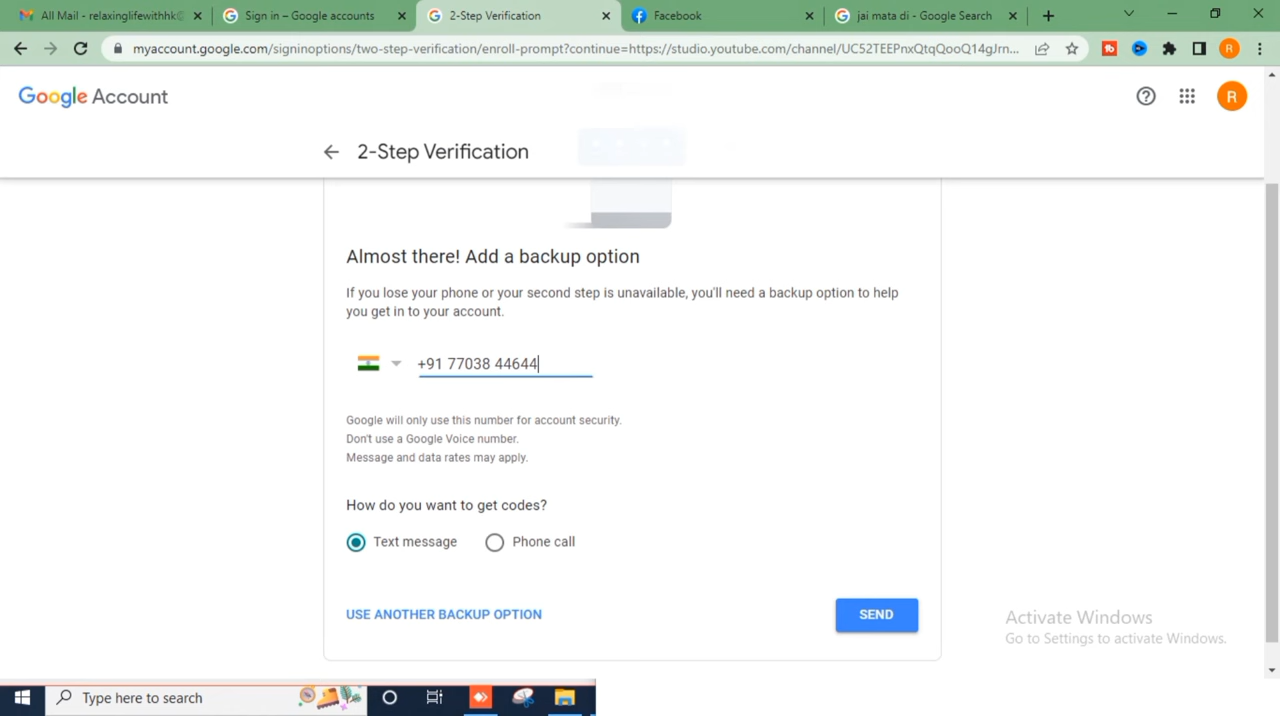 All Mail - relaxinglifewithhk@
Sign in – Google accounts
2-Step Verification
Facebook
jai mata di - Google Search
myaccount.google.com/signinoptions/two-step-verification/enroll-prompt?continue=https://studio.youtube.com/channel/UC52TEEPnxQtqQooQ14gJrn...
R
Google Account
R
2-Step Verification
Almost there! Add a backup option
If you lose your phone or your second step is unavailable, you'll need a backup option to help
you get in to your account.
+91 77038 44644
Google will only use this number for account security.
Don't use a Google Voice number.
Message and data rates may apply.
How do you want to get codes?
Text message
Phone call
USE ANOTHER BACKUP OPTION
SEND
Activate Windows
Go to Settings to activate Windows.
Type here to search